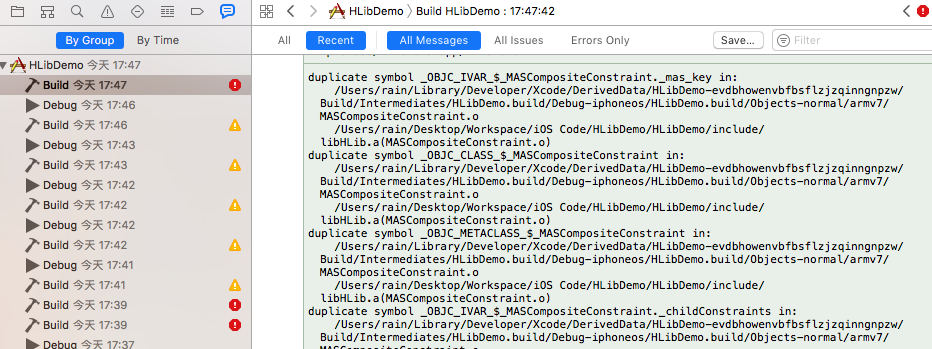 HLibDemo 〉 Build HLibDemo : 17:47:42
By Group By Time
All Recent All Messages All Issues Errors Only Save... Filter
HLibDemo 今天 17:47
Build 今天 17:47
Debug 今天 17:46
Build 今天 17:46
Debug 今天 17:43
Build 今天 17:43
Debug 今天 17:42
Build 今天 17:42
Debug 今天 17:42
Build 今天 17:42
Debug 今天 17:41
Build 今天 17:41
Build 今天 17:39
Build 今天 17:39
Debug 今天 17:37
duplicate symbol _OBJC_IVAR_$_MASCompositeConstraint._mas_key in:
/Users/rain/Library/Developer/Xcode/DerivedData/HLibDemo-evdbhowenvbfbsflzjzqinngnpzw/
Build/Intermediates/HLibDemo.build/Debug-iphoneos/HLibDemo.build/Objects-normal/armv7/
MASCompositeConstraint.o
/Users/rain/Desktop/Workspace/iOS Code/HLibDemo/HLibDemo/include/
libHLib.a(MASCompositeConstraint.o)
duplicate symbol _OBJC_CLASS_$_MASCompositeConstraint in:
/Users/rain/Library/Developer/Xcode/DerivedData/HLibDemo-evdbhowenvbfbsflzjzqinngnpzw/
Build/Intermediates/HLibDemo.build/Debug-iphoneos/HLibDemo.build/Objects-normal/armv7/
MASCompositeConstraint.o
/Users/rain/Desktop/Workspace/iOS Code/HLibDemo/HLibDemo/include/
libHLib.a(MASCompositeConstraint.o)
duplicate symbol _OBJC_METACLASS_$_MASCompositeConstraint in:
/Users/rain/Library/Developer/Xcode/DerivedData/HLibDemo-evdbhowenvbfbsflzjzqinngnpzw/
Build/Intermediates/HLibDemo.build/Debug-iphoneos/HLibDemo.build/Objects-normal/armv7/
MASCompositeConstraint.o
/Users/rain/Desktop/Workspace/iOS Code/HLibDemo/HLibDemo/include/
libHLib.a(MASCompositeConstraint.o)
duplicate symbol _OBJC_IVAR_$_MASCompositeConstraint._childConstraints in:
/Users/rain/Library/Developer/Xcode/DerivedData/HLibDemo-evdbhowenvbfbsflzjzqinngnpzw/
Build/Intermediates/HLibDemo.build/Debug-iphoneos/HLibDemo.build/Objects-normal/armv7/